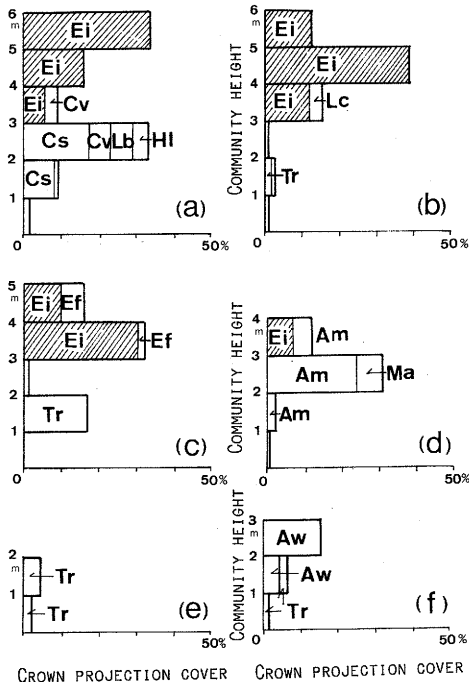 6
m
5
4
3
2
1
Ei
Ei
Ei
Cv
Cs
Cv
Lb
Hl
Cs
(a)
0
50%
COMMUNITY HEIGHT
6
m
5
4
3
2
1
Ei
Ei
Ei
Lc
Tr
(b)
0
50%
5
m
4
3
2
1
Ei
Ef
Ei
Ef
Tr
(c)
0
50%
COMMUNITY HEIGHT
4
m
3
2
1
Ei
Am
Am
Ma
Am
(d)
0
50%
2
m
1
Tr
Tr
(e)
0
50%
COMMUNITY HEIGHT
3
m
2
1
Aw
Aw
Tr
(f)
0
50%
CROWN PROJECTION COVER
CROWN PROJECTION COVER